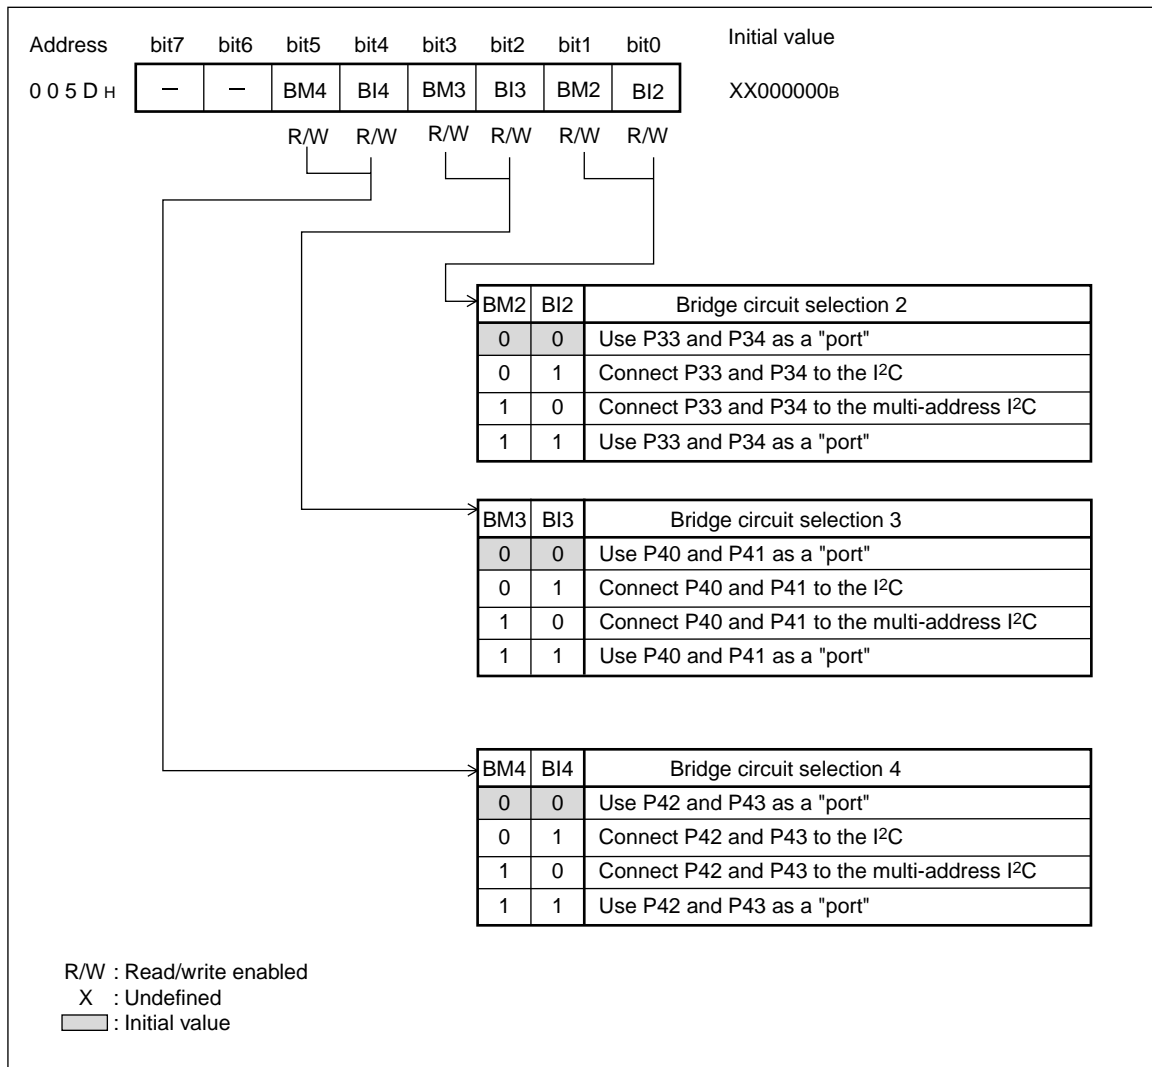 Address bit7 bit6 bit5 bit4 bit3 bit2 bit1 bit0 Initial value
0 0 5 D H – – BM4 BI4 BM3 BI3 BM2 BI2 XX000000B
R/W R/W R/W R/W R/W R/W
BM2 BI2 Bridge circuit selection 2
0 0 Use P33 and P34 as a "port"
0 1 Connect P33 and P34 to the I2C
1 0 Connect P33 and P34 to the multi-address I2C
1 1 Use P33 and P34 as a "port"
BM3 BI3 Bridge circuit selection 3
0 0 Use P40 and P41 as a "port"
0 1 Connect P40 and P41 to the I2C
1 0 Connect P40 and P41 to the multi-address I2C
1 1 Use P40 and P41 as a "port"
BM4 BI4 Bridge circuit selection 4
0 0 Use P42 and P43 as a "port"
0 1 Connect P42 and P43 to the I2C
1 0 Connect P42 and P43 to the multi-address I2C
1 1 Use P42 and P43 as a "port"
R/W : Read/write enabled
X : Undefined
: Initial value